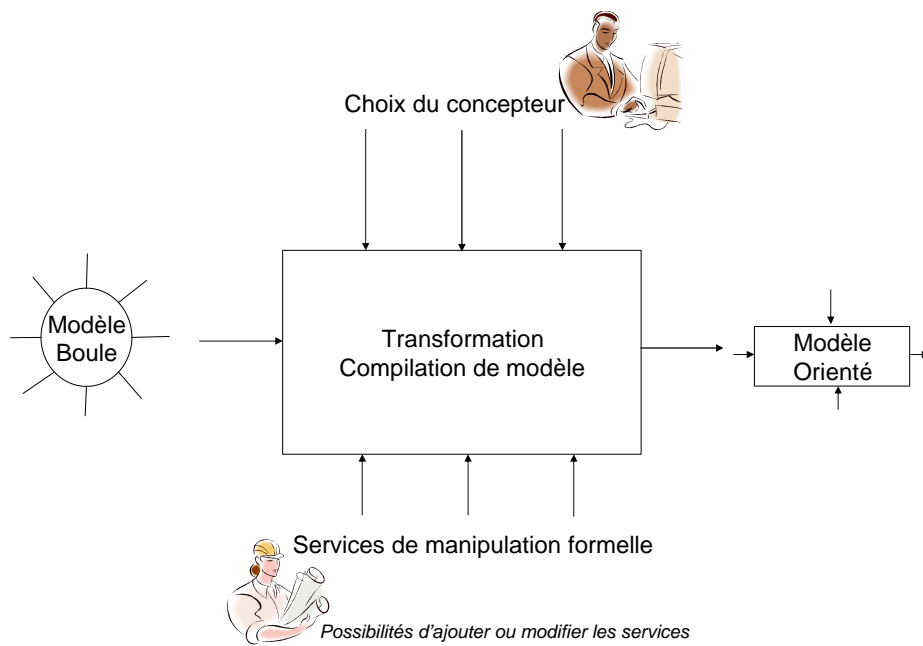 Choix du concepteur
Modèle
Boule
Transformation
Compilation de modèle
Modèle
Orienté
Services de manipulation formelle
Possibilités d'ajouter ou modifier les services